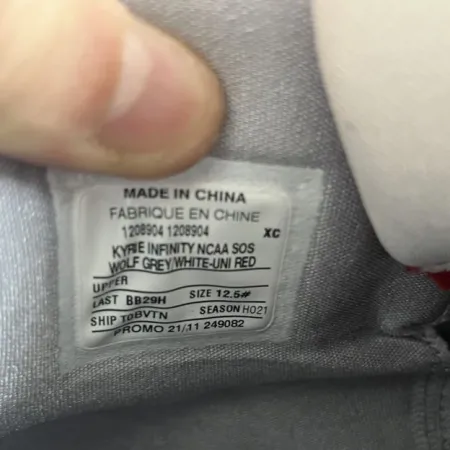 MADE IN CHINA
FABRIQUE EN CHINE
1208904 1208904 XC
KYRIE INFINITY NCAA SOS
WOLF GREY/WHITE-UNI RED
UPPER
LAST BB29H SIZE 12.5#
SHIP TOBVTN SEASON HO21
PROMO 21/11 249082